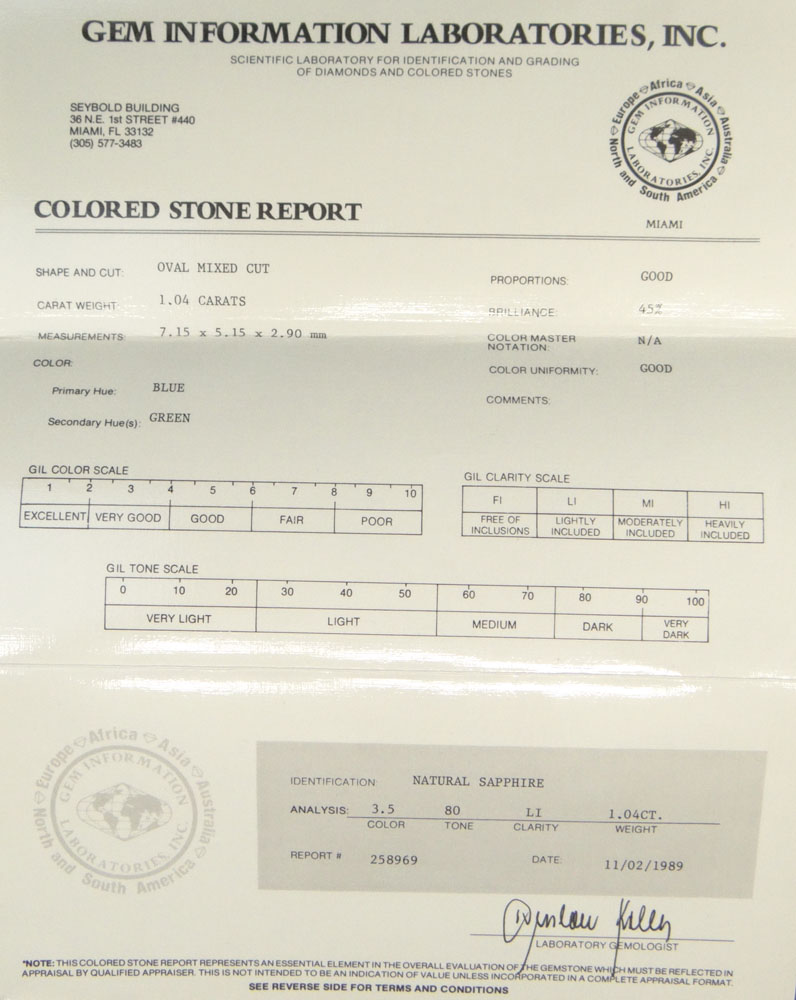 GEM INFORMATION LABORATORIES, INC.
SCIENTIFIC LABORATORY FOR IDENTIFICATION AND GRADING
OF DIAMONDS AND COLORED STONES
SEYBOLD BUILDING
36 N.E. 1st STREET #440
MIAMI, FL 33132
(305) 577-3483
Europe Africa Asia Australia
North and South America
GEM INFORMATION
LABORATORIES, INC.
MIAMI
COLORED STONE REPORT
SHAPE AND CUT: OVAL MIXED CUT
CARAT WEIGHT 1.04 CARATS
MEASUREMENTS: 7.15 x 5.15 x 2.90 mm
COLOR:
Primary Hue: BLUE
Secondary Hue(s): GREEN
PROPORTIONS: GOOD
BRILLIANCE: 45%
COLOR MASTER
NOTATION: N/A
COLOR UNIFORMITY: GOOD
COMMENTS:
GIL COLOR SCALE
1 2 3 4 5 6 7 8 9 10
EXCELLENT VERY GOOD GOOD FAIR POOR
GIL CLARITY SCALE
FI LI MI HI
FREE OF INCLUSIONS LIGHTLY INCLUDED MODERATELY INCLUDED HEAVILY INCLUDED
GIL TONE SCALE
0 10 20 30 40 50 60 70 80 90 100
VERY LIGHT LIGHT MEDIUM DARK VERY DARK
Europe Africa Asia Australia
North and South America
GEM INFORMATION
LABORATORIES, INC.
IDENTIFICATION: NATURAL SAPPHIRE
ANALYSIS: 3.5 80 LI 1.04CT.
COLOR TONE CLARITY WEIGHT
REPORT # 258969 DATE: 11/02/1989
LABORATORY GEMOLOGIST
*NOTE: THIS COLORED STONE REPORT REPRESENTS AN ESSENTIAL ELEMENT IN THE OVERALL EVALUATION OF THE GEMSTONE WHICH MUST BE REFLECTED IN
APPRAISAL BY QUALIFIED APPRAISER. THIS IS NOT INTENDED TO BE AN INDICATION OF VALUE UNLESS INCORPORATED IN A COMPLETE APPRAISAL FORMAT.
SEE REVERSE SIDE FOR TERMS AND CONDITIONS